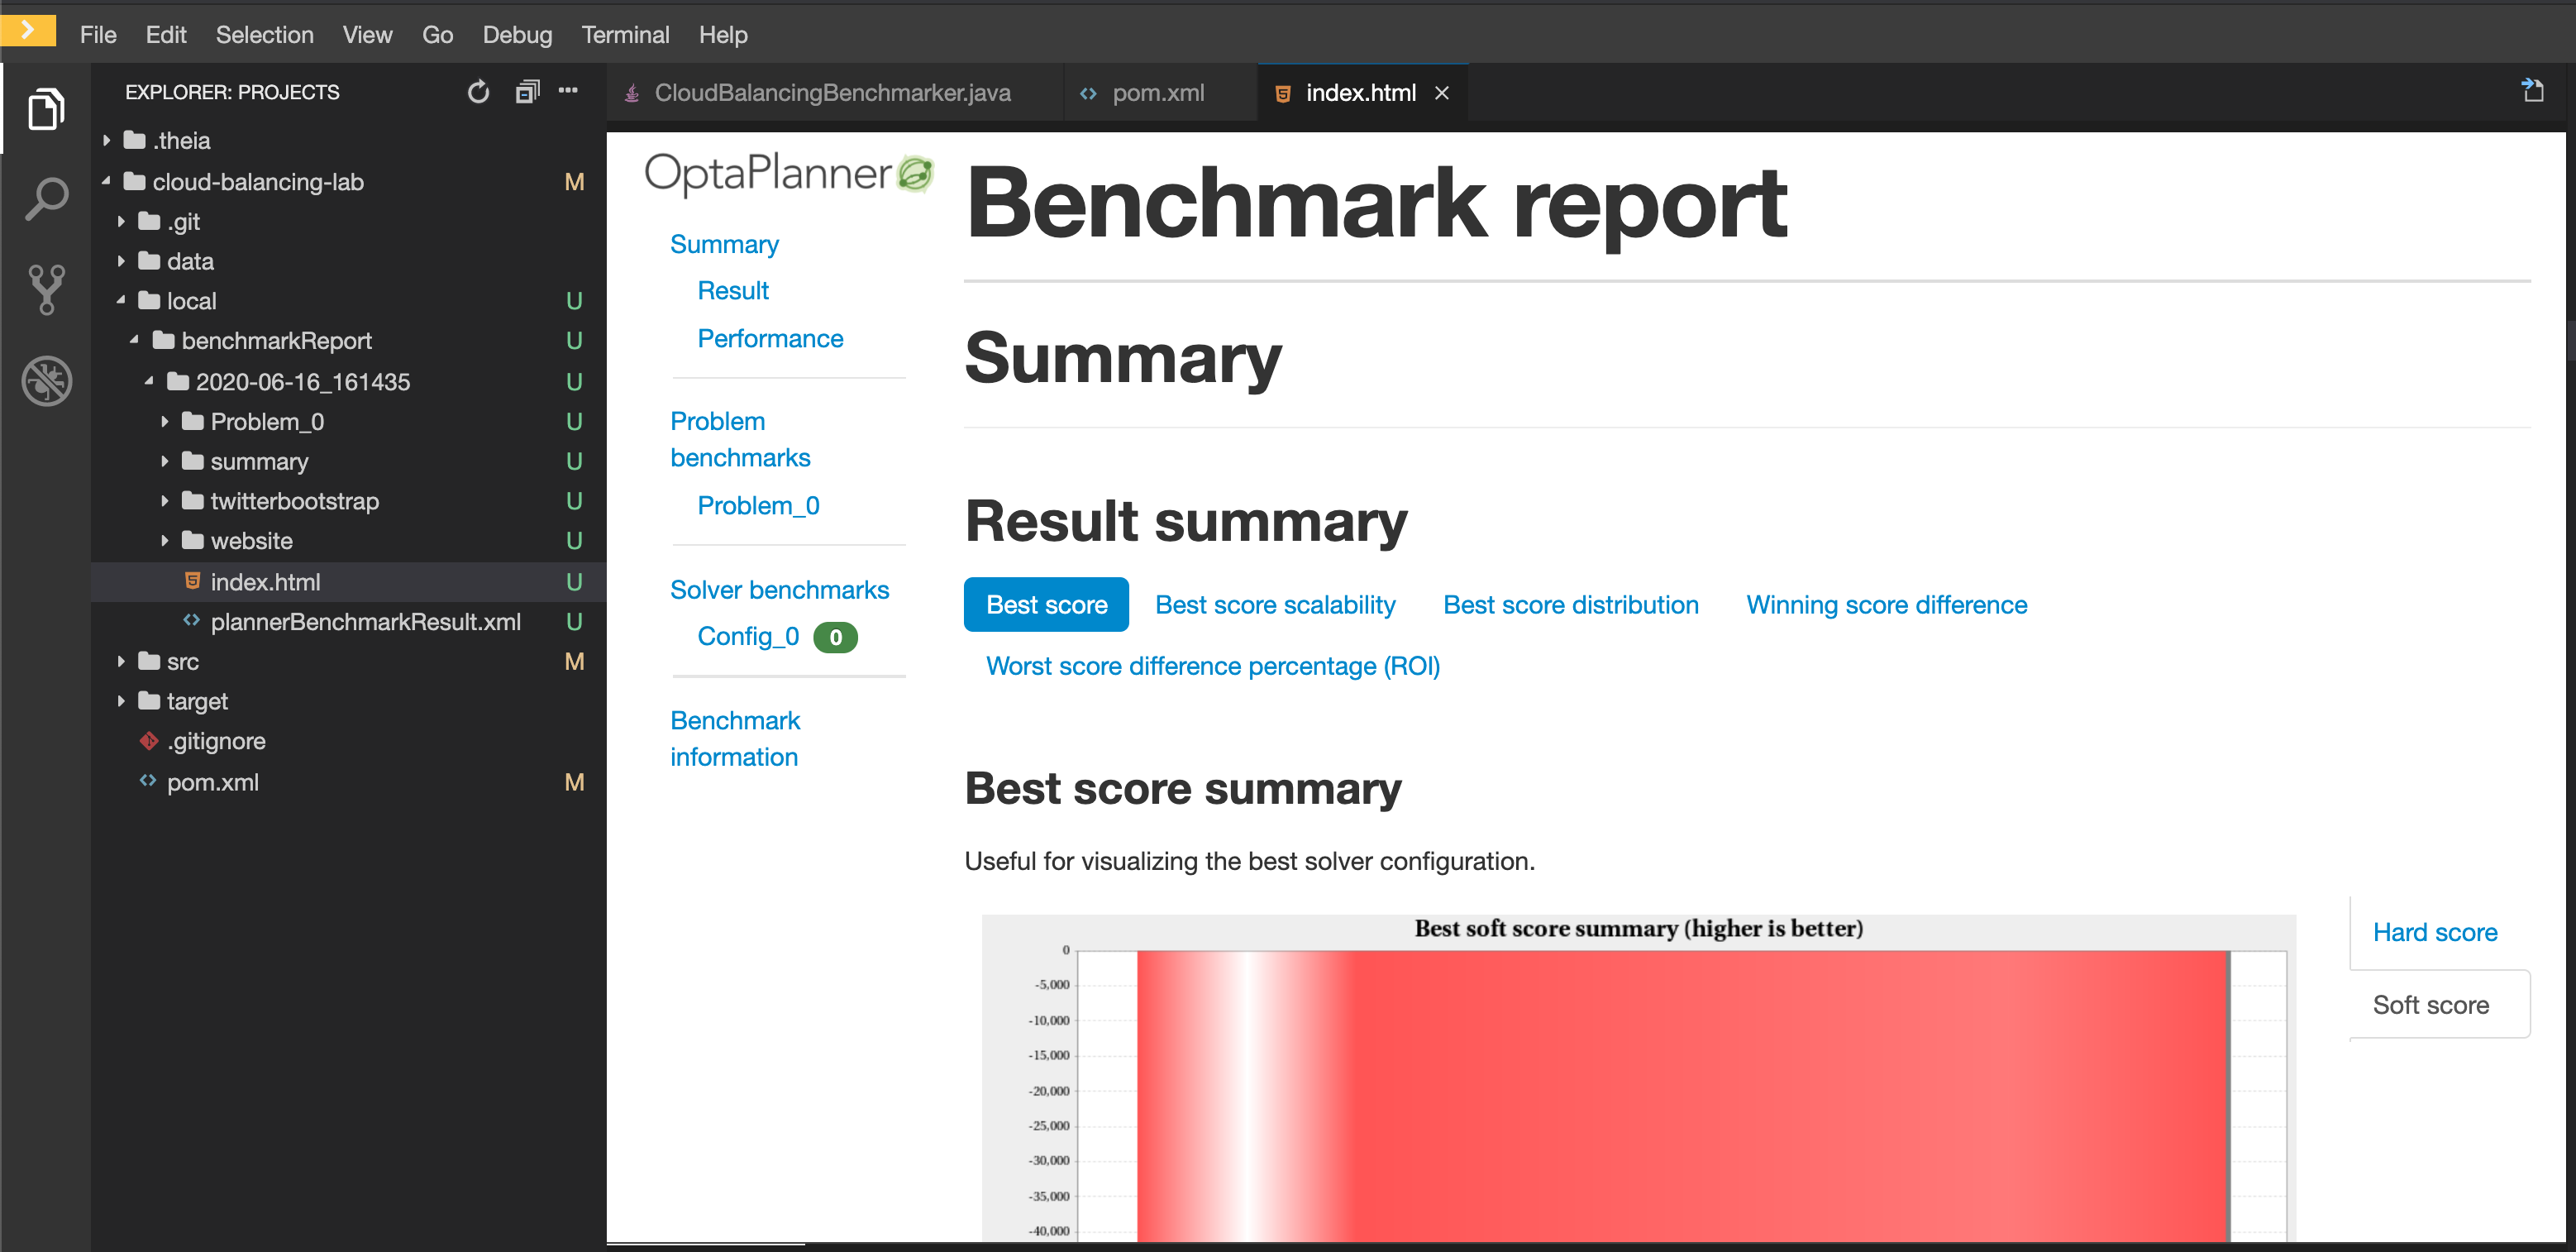 File Edit Selection View Go Debug Terminal Help
EXPLORER: PROJECTS
.theia
cloud-balancing-lab M
.git
data
local U
benchmarkReport U
2020-06-16_161435 U
Problem_0 U
summary U
twitterbootstrap U
website U
index.html U
plannerBenchmarkResult.xml U
src M
target
.gitignore
pom.xml M
CloudBalancingBenchmarker.java pom.xml index.html
OptaPlanner
Summary
Result
Performance
Problem
benchmarks
Problem_0
Solver benchmarks
Config_0 0
Benchmark
information
Benchmark report
Summary
Result summary
Best score Best score scalability Best score distribution Winning score difference
Worst score difference percentage (ROI)
Best score summary
Useful for visualizing the best solver configuration.
Best soft score summary (higher is better)
0
-5,000
-10,000
-15,000
-20,000
-25,000
-30,000
-35,000
-40,000
Hard score
Soft score